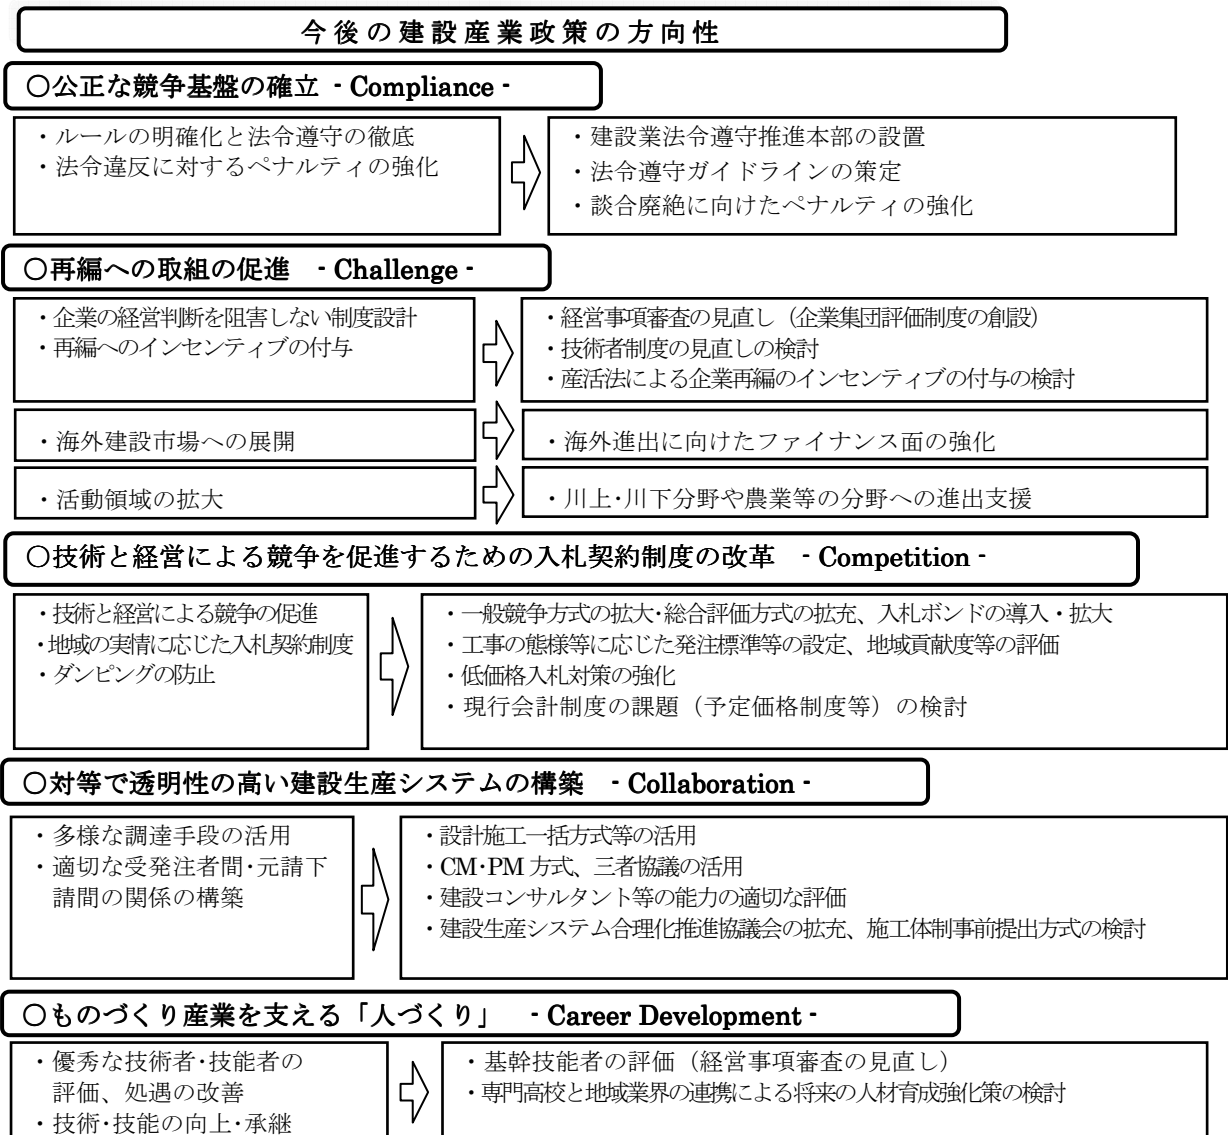 今後の建設産業政策の方向性
○公正な競争基盤の確立 - Compliance -
・ルールの明確化と法令遵守の徹底
・法令違反に対するペナルティの強化
・建設業法令遵守推進本部の設置
・法令遵守ガイドラインの策定
・談合廃絶に向けたペナルティの強化
○再編への取組の促進 - Challenge -
・企業の経営判断を阻害しない制度設計
・再編へのインセンティブの付与
・経営事項審査の見直し（企業集団評価制度の創設）
・技術者制度の見直しの検討
・産活法による企業再編のインセンティブの付与の検討
・海外建設市場への展開
・海外進出に向けたファイナンス面の強化
・活動領域の拡大
・川上・川下分野や農業等の分野への進出支援
○技術と経営による競争を促進するための入札契約制度の改革 - Competition -
・技術と経営による競争の促進
・地域の実情に応じた入札契約制度
・ダンピングの防止
・一般競争方式の拡大・総合評価方式の拡充、入札ボンドの導入・拡大
・工事の態様等に応じた発注標準等の設定、地域貢献度等の評価
・低価格入札対策の強化
・現行会計制度の課題（予定価格制度等）の検討
○対等で透明性の高い建設生産システムの構築 - Collaboration -
・多様な調達手段の活用
・適切な受発注者間・元請下
請間の関係の構築
・設計施工一括方式等の活用
・CM・PM 方式、三者協議の活用
・建設コンサルタント等の能力の適切な評価
・建設生産システム合理化推進協議会の拡充、施工体制事前提出方式の検討
○ものづくり産業を支える「人づくり」 - Career Development -
・優秀な技術者・技能者の
評価、処遇の改善
・技術・技能の向上・承継
・基幹技能者の評価（経営事項審査の見直し）
・専門高校と地域業界の連携による将来の人材育成強化策の検討